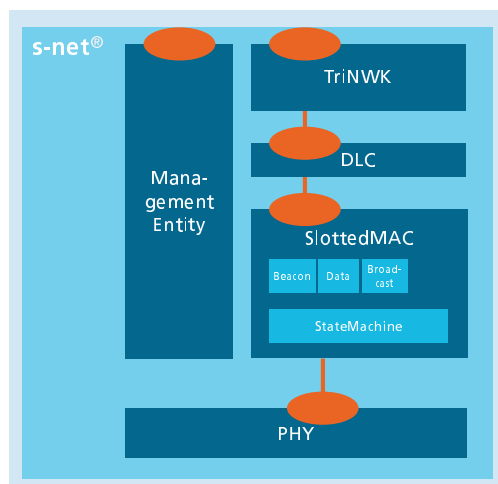 s-net®
TriNWK
DLC
Mana-
gement
Entity
SlottedMAC
Beacon
Data
Broad-
cast
StateMachine
PHY